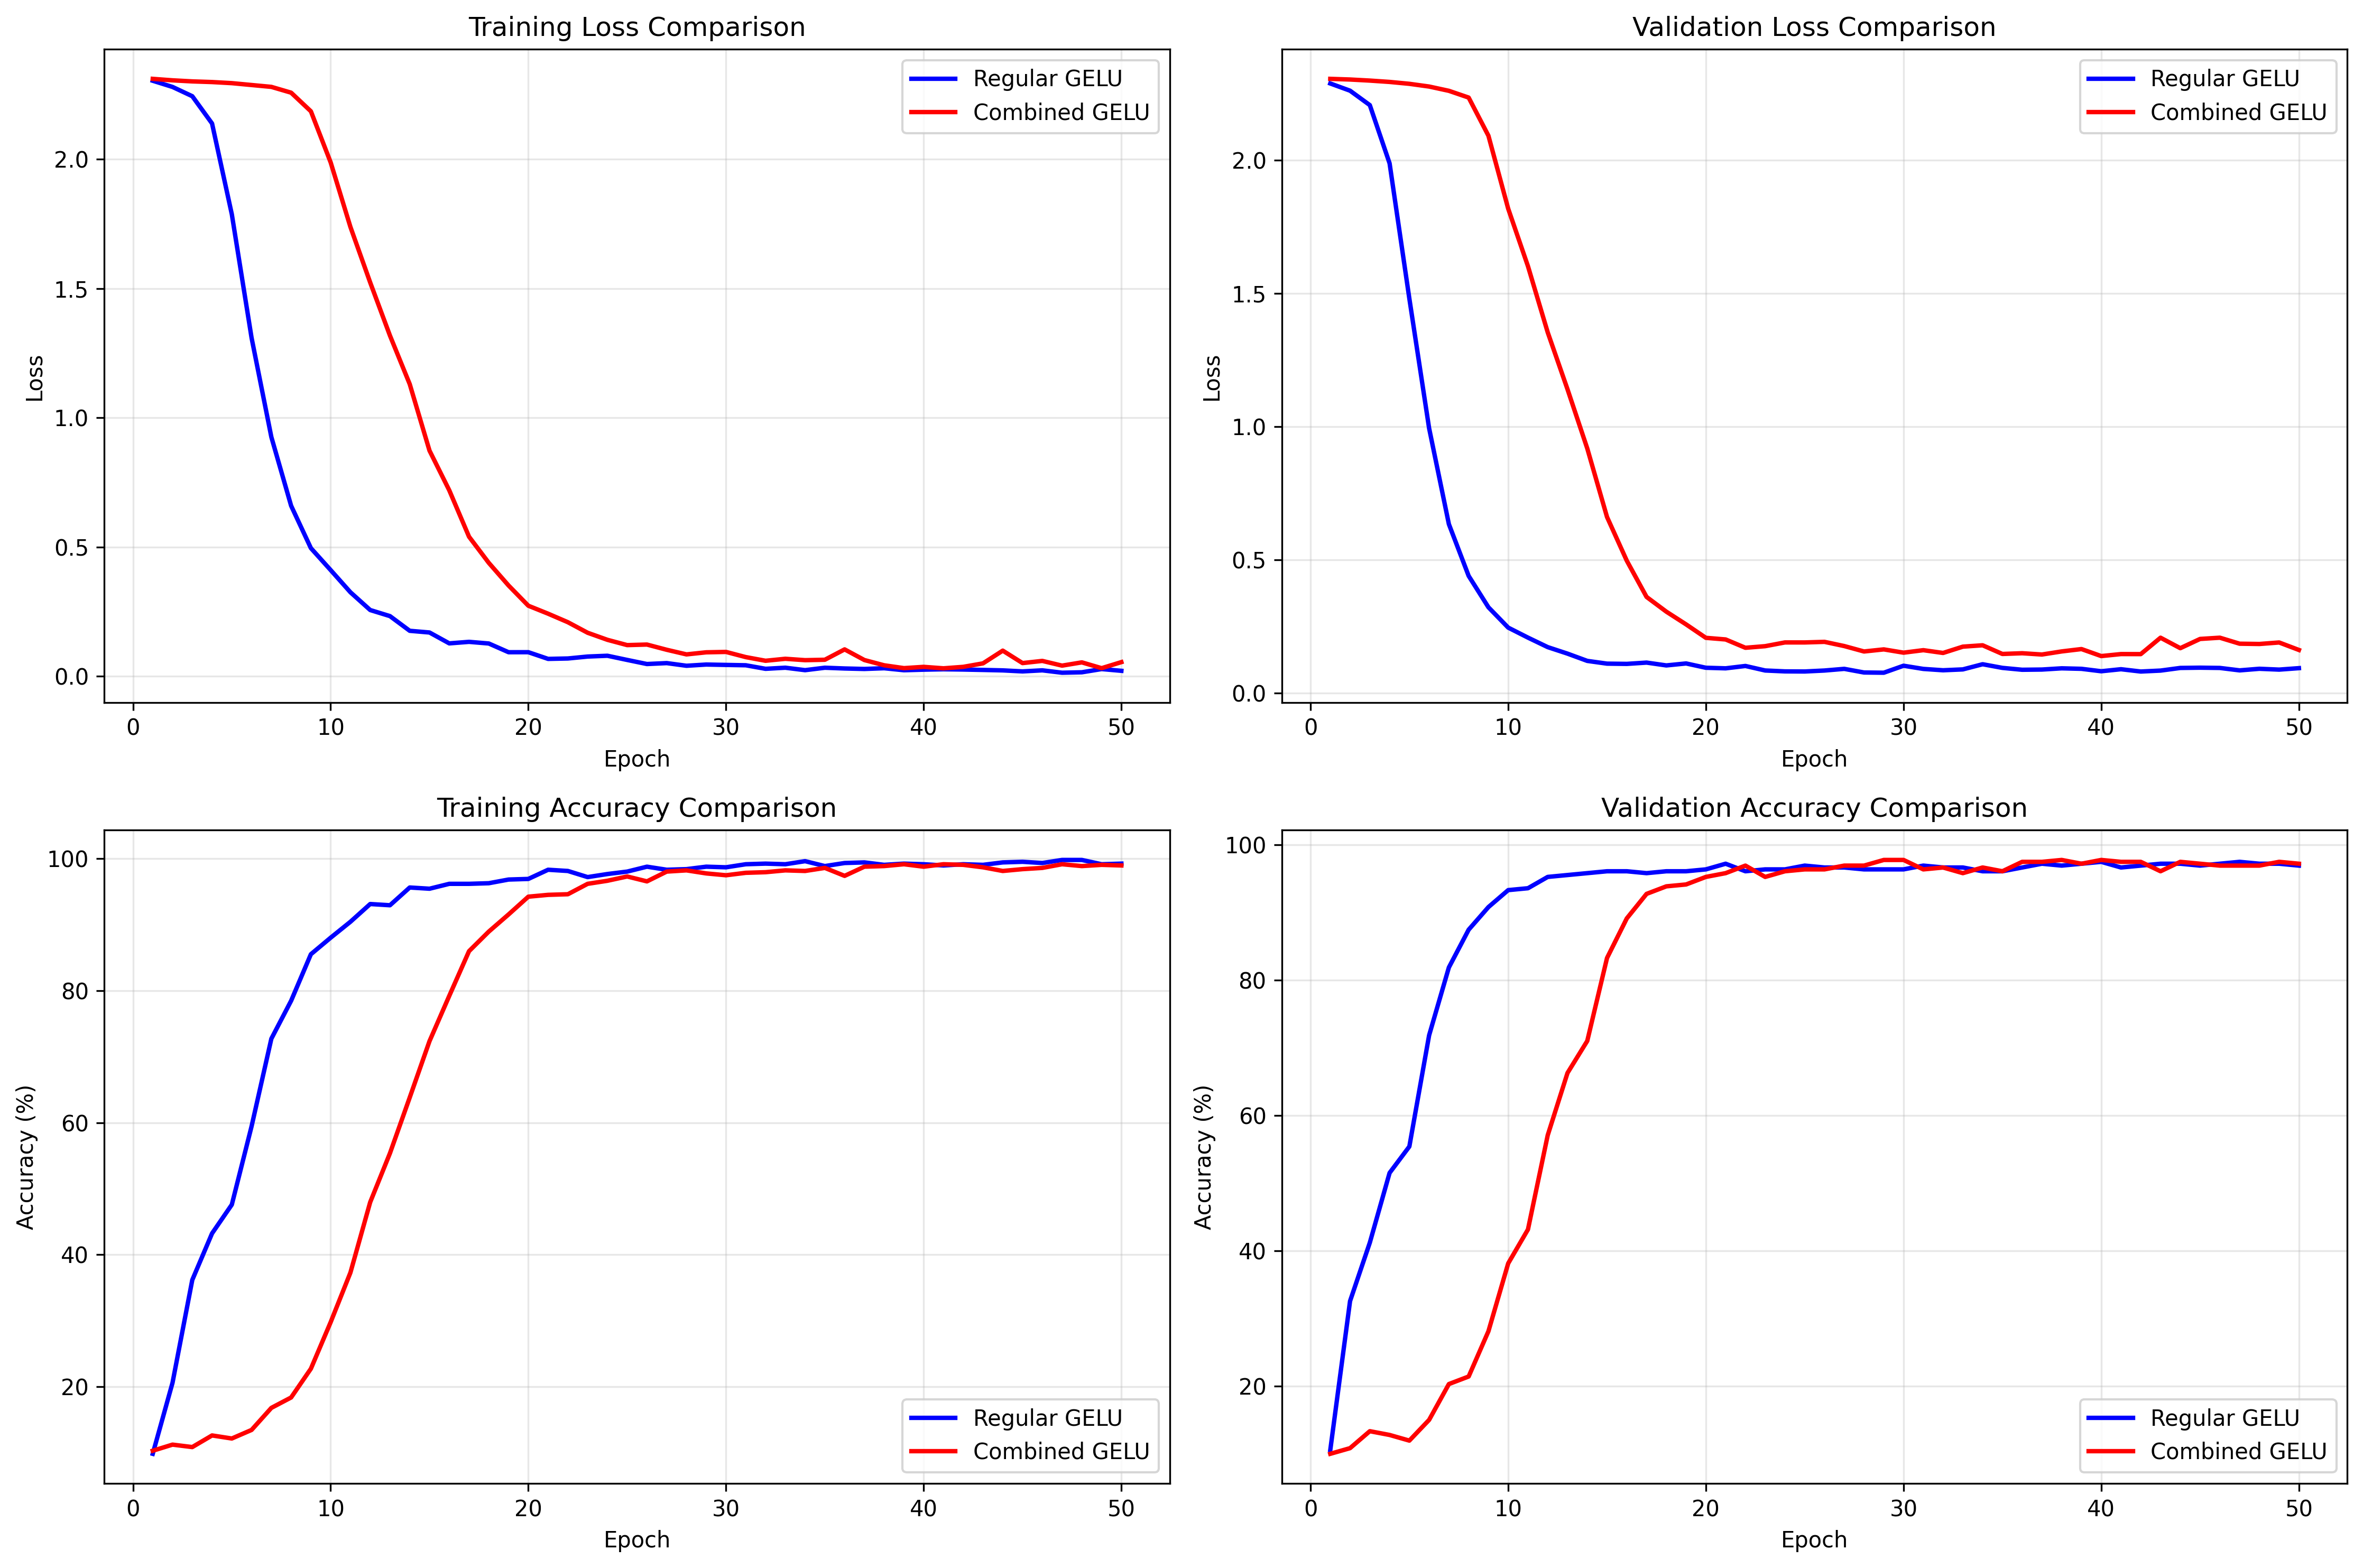 Training Loss Comparison
Regular GELU
Combined GELU
2.0
1.5
1.0
0.5
0.0
Loss
0 10 20 30 40 50
Epoch
Validation Loss Comparison
Regular GELU
Combined GELU
2.0
1.5
1.0
0.5
0.0
Loss
0 10 20 30 40 50
Epoch
Training Accuracy Comparison
100
80
60
40
20
Accuracy (%)
Regular GELU
Combined GELU
0 10 20 30 40 50
Epoch
Validation Accuracy Comparison
100
80
60
40
20
Accuracy (%)
Regular GELU
Combined GELU
0 10 20 30 40 50
Epoch